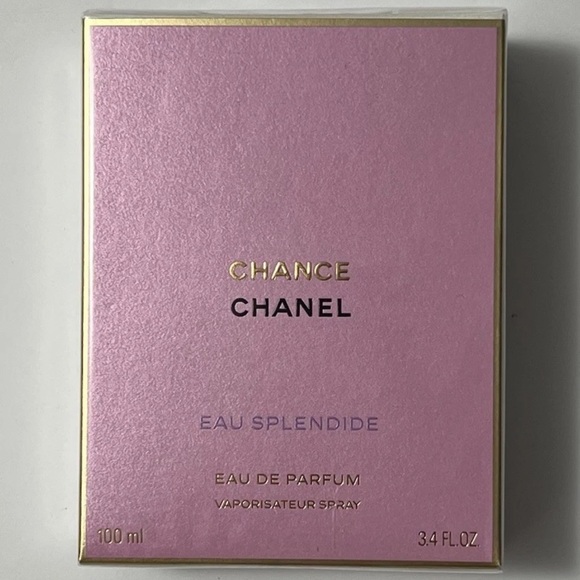 CHANCE
CHANEL
EAU SPLENDIDE
EAU DE PARFUM
VAPORISATEUR SPRAY
100 ml 3.4 FL.OZ.